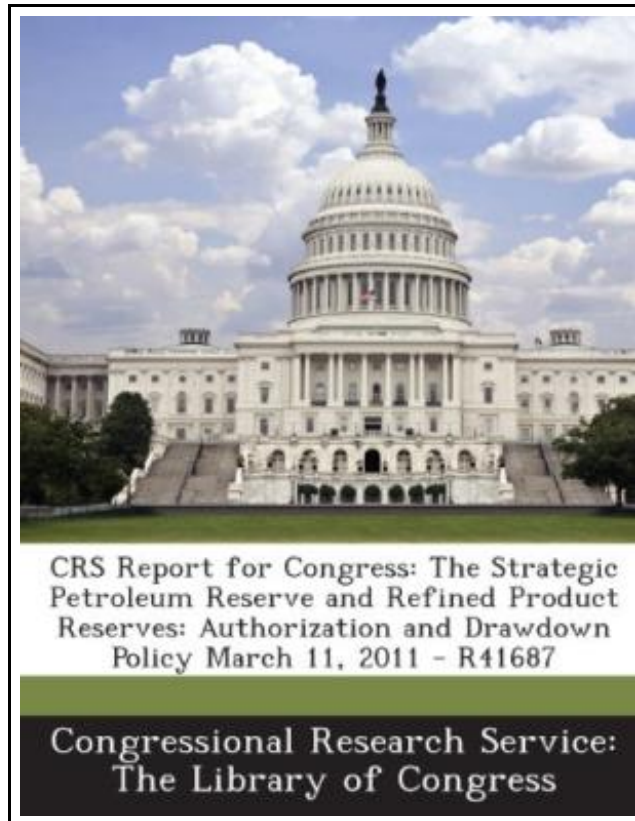 CRS Report for Congress: The Strategic
Petroleum Reserve and Refined Product
Reserves: Authorization and Drawdown
Policy March 11, 2011 - R41687
Congressional Research Service:
The Library of Congress